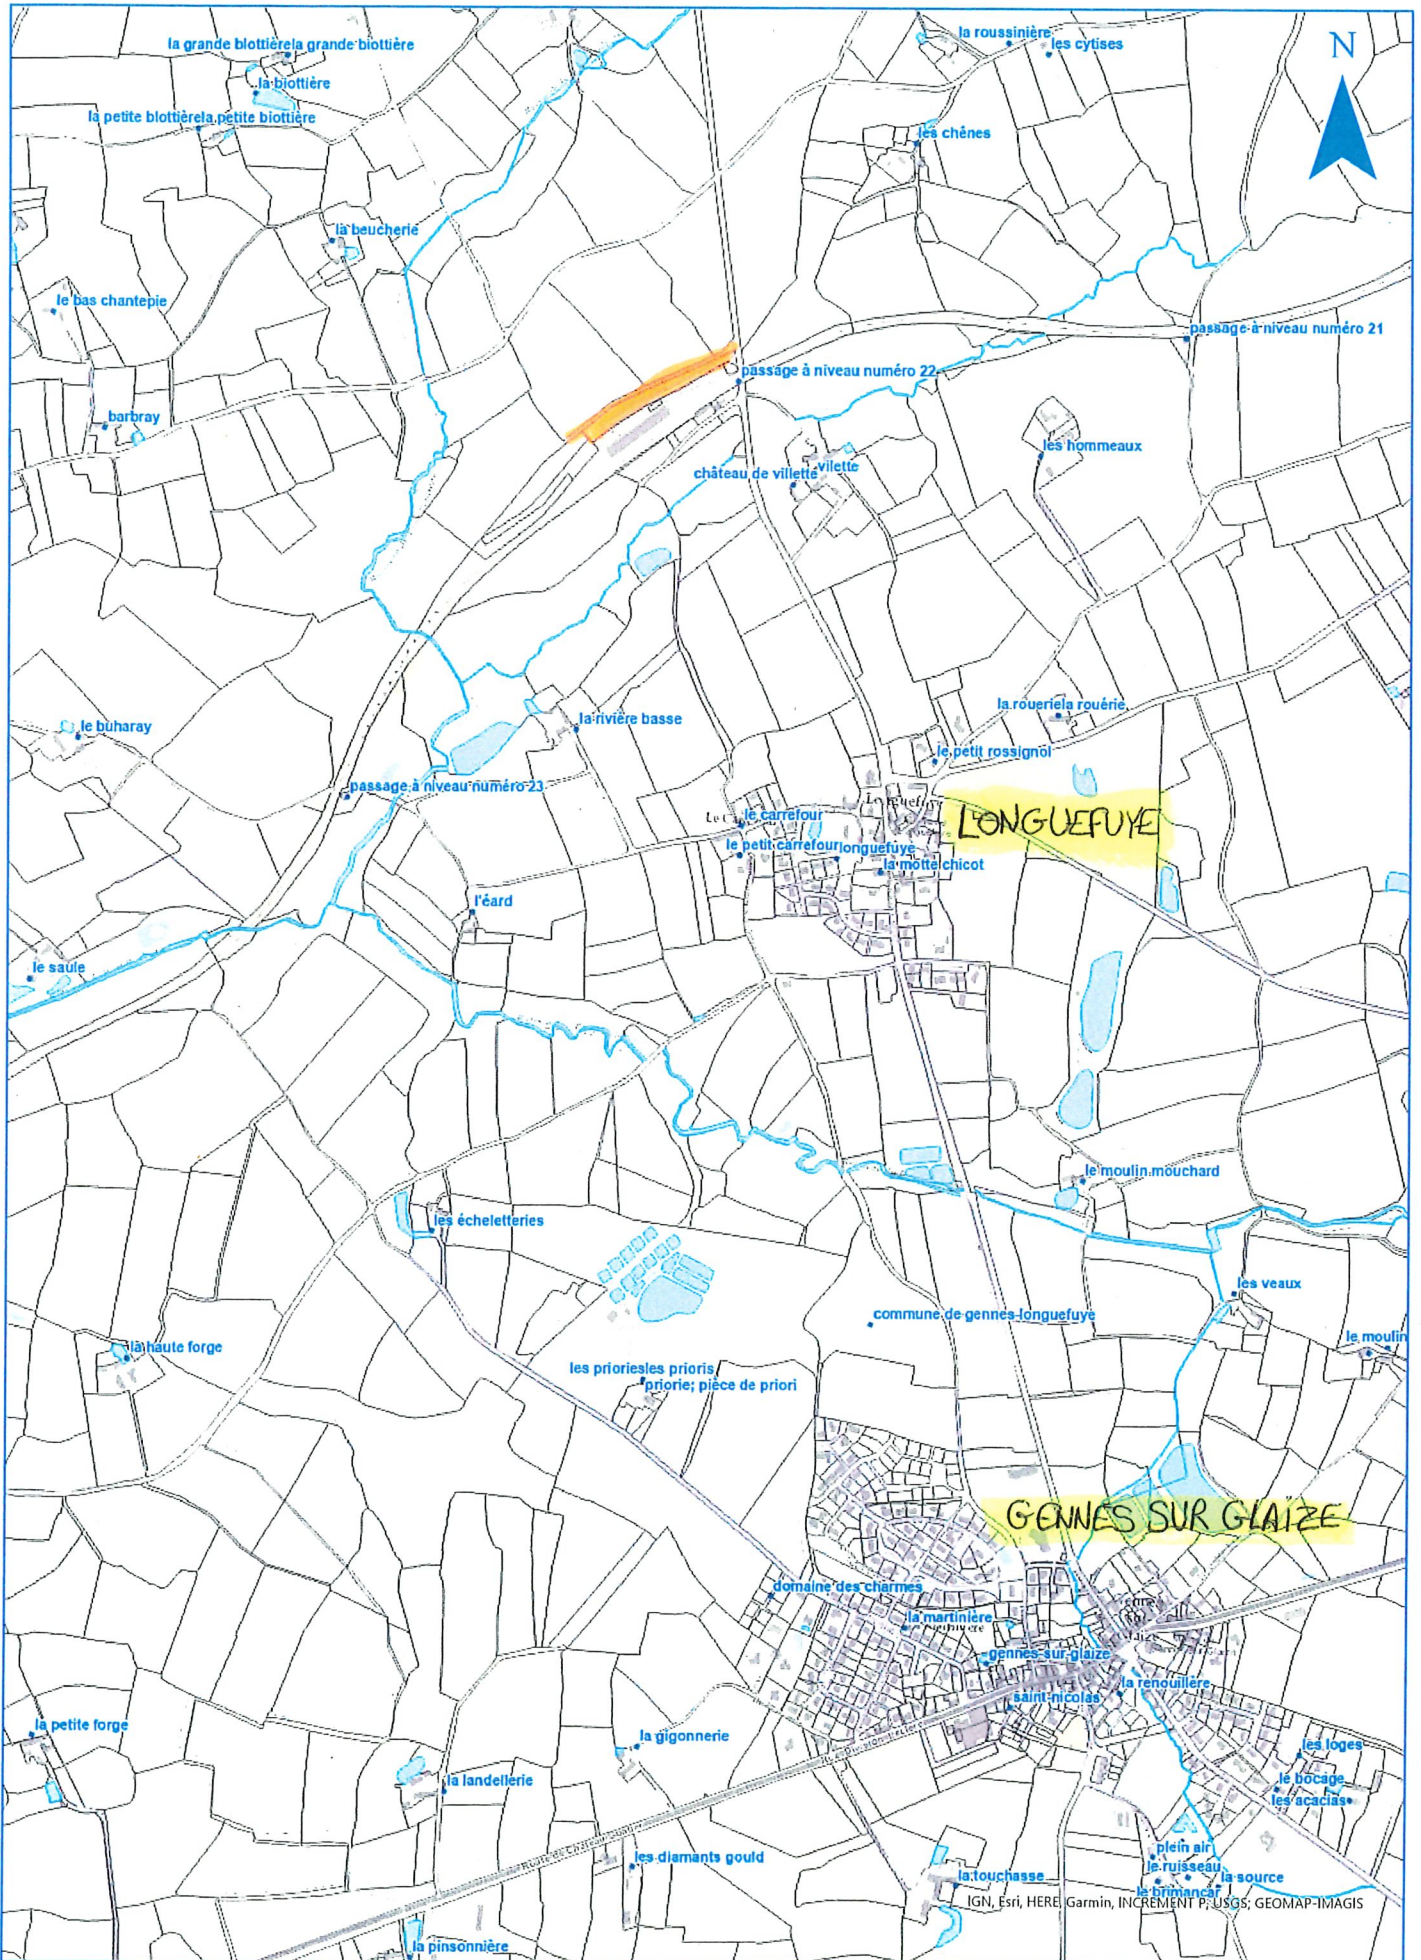 la grande blottièrela grande biottière
la roussinière
les cytises
N
la biottière
la petite blottièrela petite biottière
les chênes
la beucherie
le bas chantepie
passage à niveau numéro 21
passage à niveau numéro 22
barbray
les hommeaux
château de villette
vilette
la roueriela rouérie
la rivière basse
le buharay
le petit rossignol
passage à niveau numéro 23
le carrefour
LONGUEFUYE
le petit carrefour
longuefuye
la motte chicot
l'éard
le saule
le moulin mouchard
les écheletteries
les veaux
commune de gennes-longuefuye
le moulin
la haute forge
les prioriesles prioris
priorie; pièce de priori
GENNES SUR GLAIZE
domaine des charmes
la martinière
gennes-sur-glaize
la renouillère
saint-nicolas
la petite forge
la gigonnerie
les loges
la landellerie
le bocage
les acacias
plein air
les diamants gould
le ruisseau
la touchasse
la source
le brimancar
IGN, Esri, HERE, Garmin, INCREMENT P, USGS, GEOMAP-IMAGIS
la pinsonnière